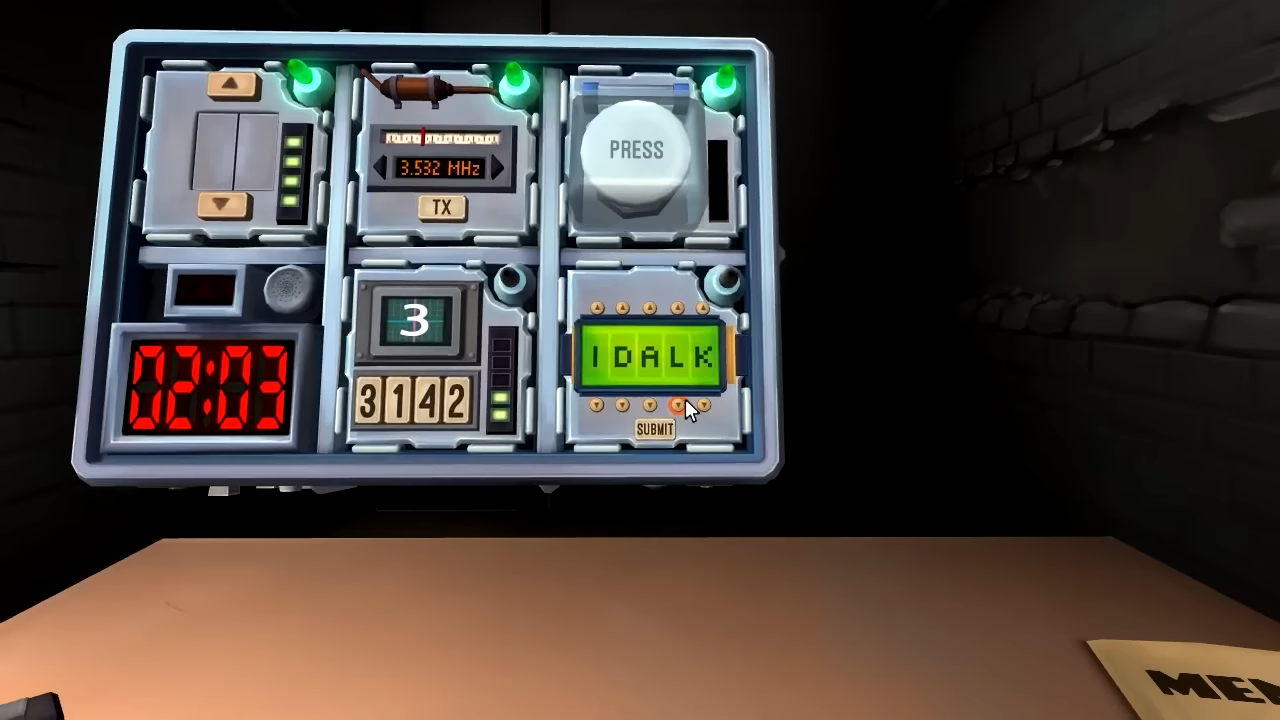 3.532 MHz
TX
PRESS
02:03
3
3142
IDALK
SUBMIT